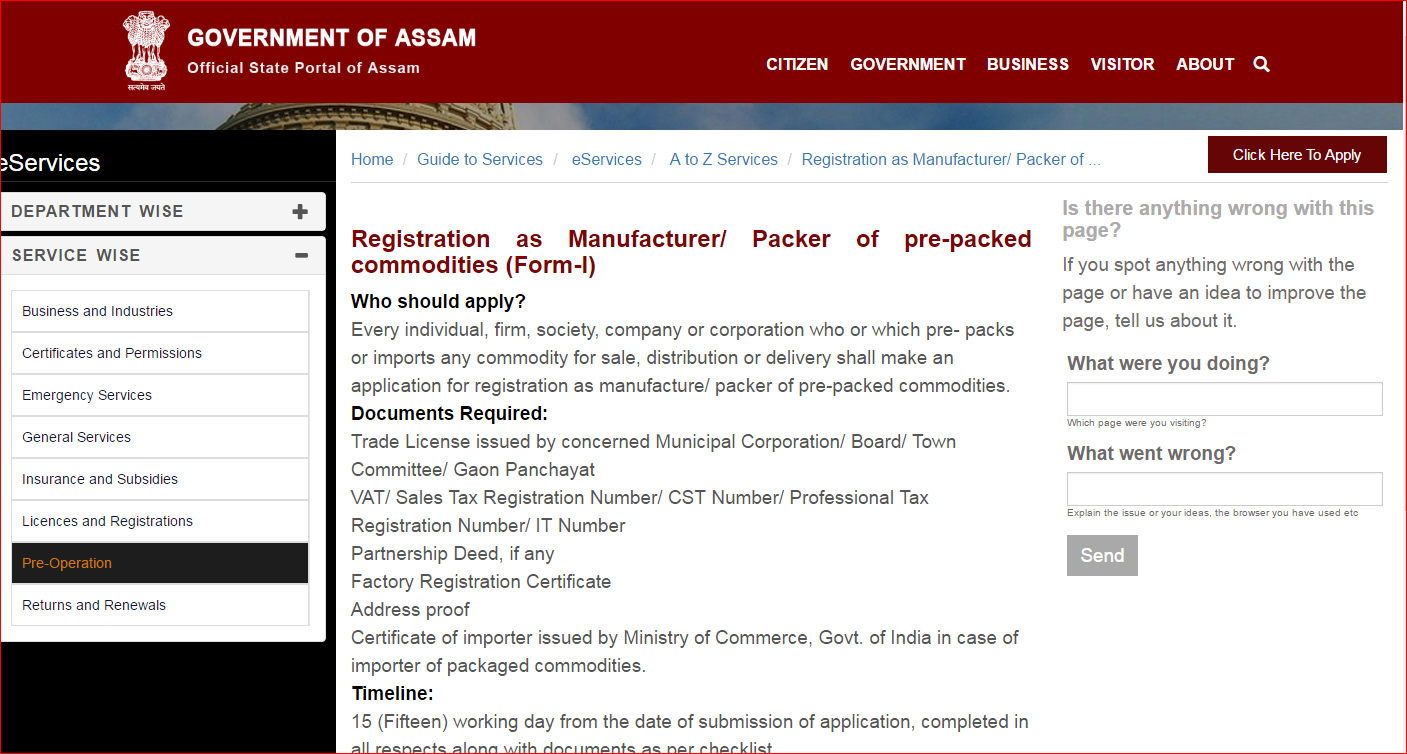 GOVERNMENT OF ASSAM
Official State Portal of Assam
सत्यमेव जयते
CITIZEN GOVERNMENT BUSINESS VISITOR ABOUT
eServices
DEPARTMENT WISE
SERVICE WISE
Business and Industries
Certificates and Permissions
Emergency Services
General Services
Insurance and Subsidies
Licences and Registrations
Pre-Operation
Returns and Renewals
Home / Guide to Services / eServices / A to Z Services / Registration as Manufacturer/ Packer of ...
Click Here To Apply
Registration as Manufacturer/ Packer of pre-packed
commodities (Form-I)
Who should apply?
Every individual, firm, society, company or corporation who or which pre- packs
or imports any commodity for sale, distribution or delivery shall make an
application for registration as manufacture/ packer of pre-packed commodities.
Documents Required:
Trade License issued by concerned Municipal Corporation/ Board/ Town
Committee/ Gaon Panchayat
VAT/ Sales Tax Registration Number/ CST Number/ Professional Tax
Registration Number/ IT Number
Partnership Deed, if any
Factory Registration Certificate
Address proof
Certificate of importer issued by Ministry of Commerce, Govt. of India in case of
importer of packaged commodities.
Timeline:
15 (Fifteen) working day from the date of submission of application, completed in
all respects along with documents as per checklist
Is there anything wrong with this
page?
If you spot anything wrong with the
page or have an idea to improve the
page, tell us about it.
What were you doing?
Which page were you visiting?
What went wrong?
Explain the issue or your ideas, the browser you have used etc
Send